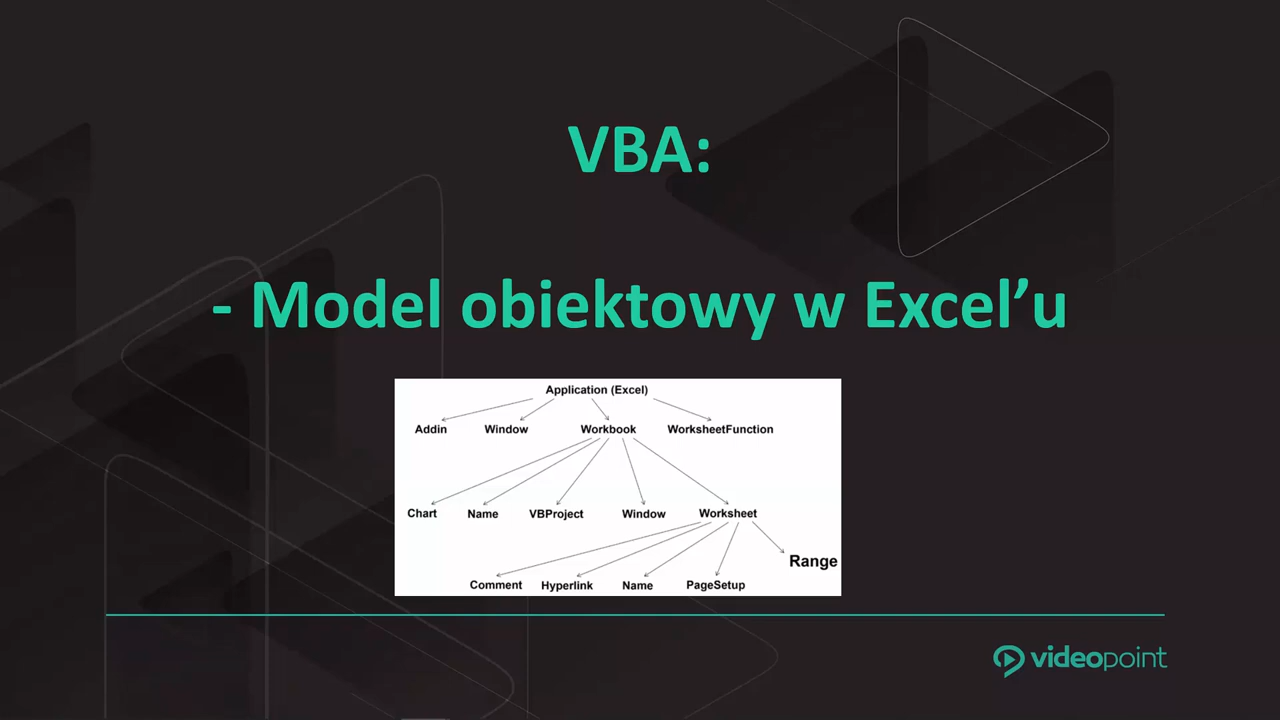 VBA:
- Model obiektowy w Excel’u
Application (Excel)
Addin Window Workbook WorksheetFunction
Chart Name VBProject Window Worksheet
Range
Comment Hyperlink Name PageSetup
videopoint